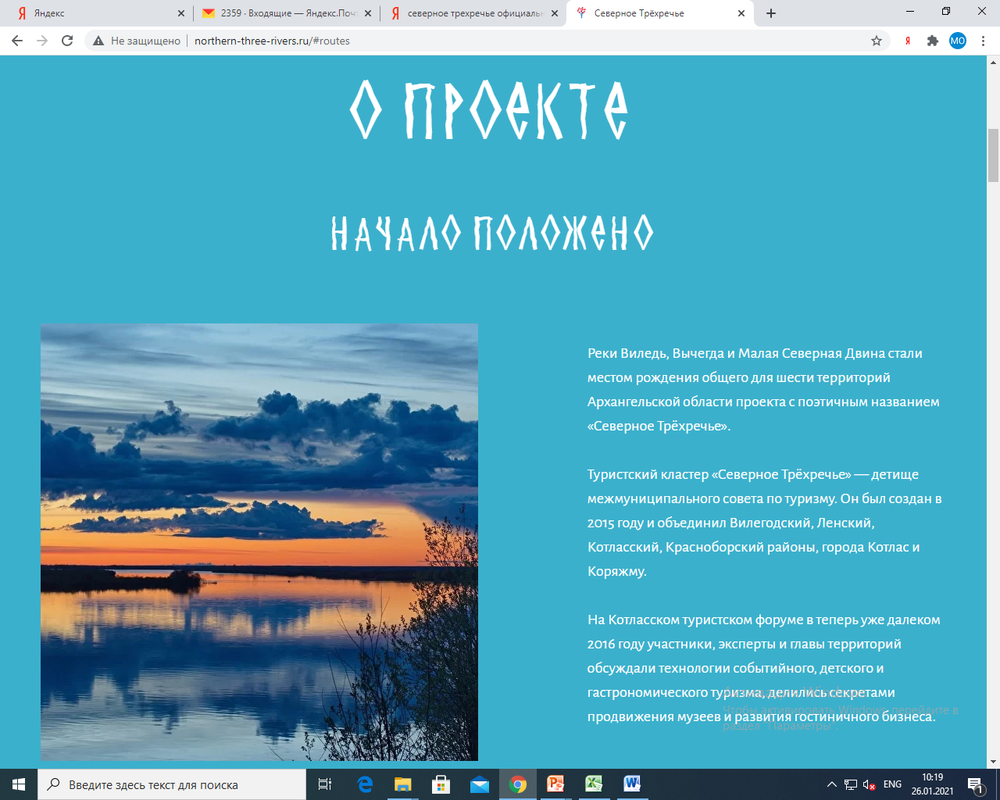 Яндекс
2359 · Входящие — Яндекс.Поч
северное трехречье официальн
Северное Трёхречье
Не защищено
northern-three-rivers.ru/#routes
Я
МО
О ПРОЕКТЕ
НАЧАЛО ПОЛОЖЕНО
Реки Виледь, Вычегда и Малая Северная Двина стали
местом рождения общего для шести территорий
Архангельской области проекта с поэтичным названием
«Северное Трёхречье».
Туристский кластер «Северное Трёхречье» — детище
межмуниципального совета по туризму. Он был создан в
2015 году и объединил Вилегодский, Ленский,
Котласский, Красноборский районы, города Котлас и
Коряжму.
На Котласском туристском форуме в теперь уже далеком
2016 году участники, эксперты и главы территорий
обсуждали технологии событийного, детского и
гастрономического туризма, делились секретами
продвижения музеев и развития гостиничного бизнеса.
Активация Windows
Чтобы активировать Windows, перейдите в
раздел "Параметры".
Введите здесь текст для поиска
ENG
10:19
26.01.2021
1